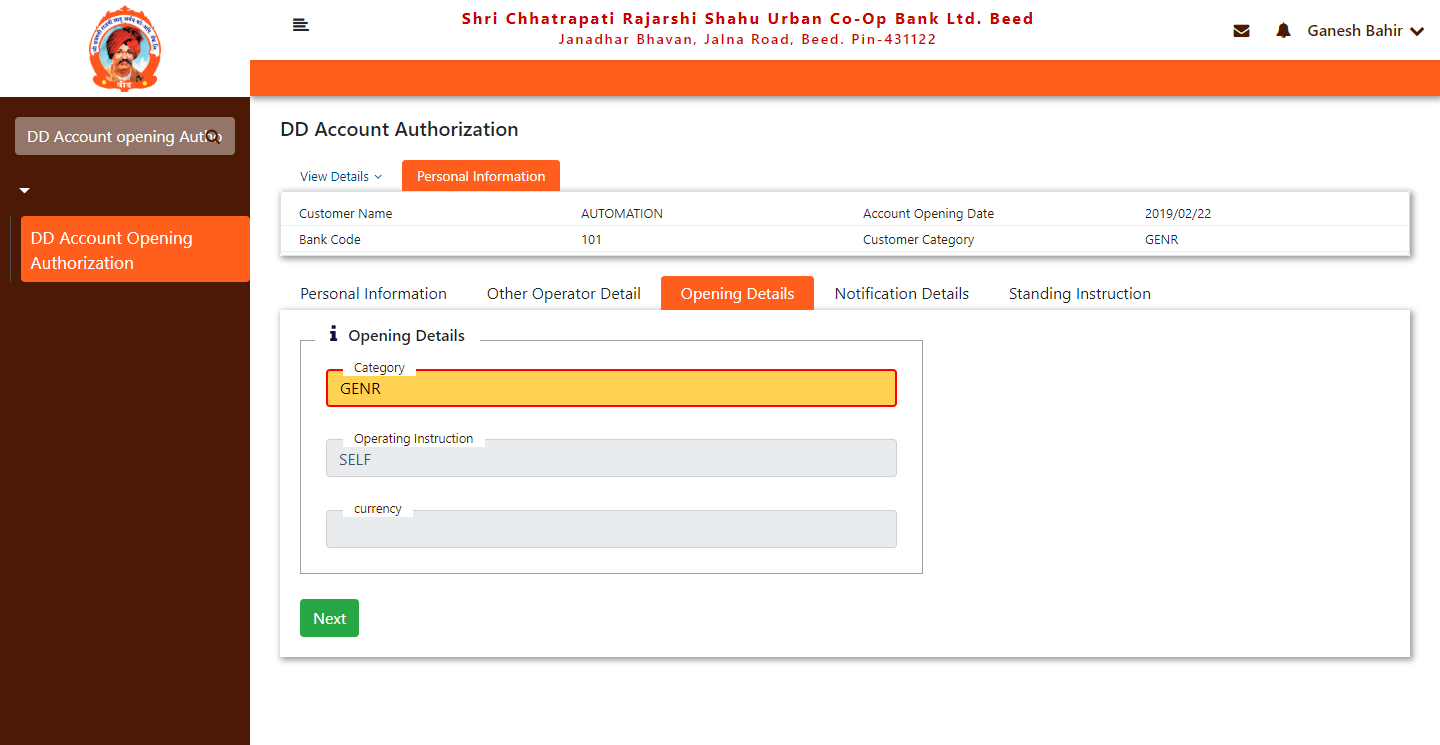 Shri Chhatrapati Rajarshi Shahu Urban Co-Op Bank Ltd. Beed
Janadhar Bhavan, Jalna Road, Beed. Pin-431122
Ganesh Bahir
DD Account opening
DD Account Opening
Authorization
DD Account Authorization
View Details
Personal Information
Customer Name AUTOMATION Account Opening Date 2019/02/22
Bank Code 101 Customer Category GENR
Personal Information Other Operator Detail Opening Details Notification Details Standing Instruction
Opening Details
Category
GENR
Operating Instruction
SELF
currency
Next